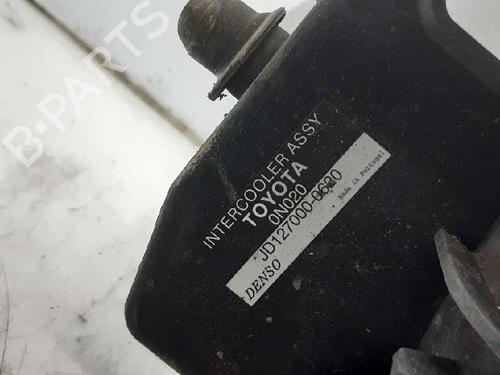 B-PARTS
INTERCOOLER ASSY
TOYOTA
0N020
JD127000-0620
DENSO
Made in Portugal